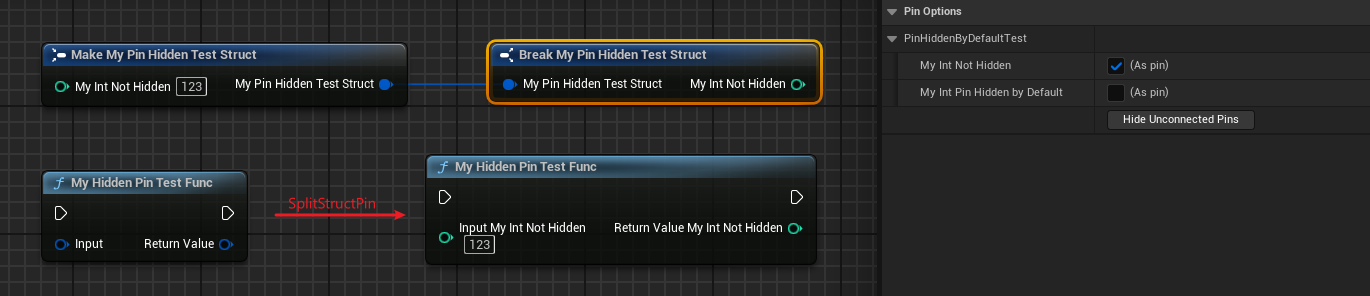 Make My Pin Hidden Test Struct
My Int Not Hidden 123 My Pin Hidden Test Struct
Break My Pin Hidden Test Struct
My Pin Hidden Test Struct My Int Not Hidden
f My Hidden Pin Test Func
Input Return Value
SplitStructPin
f My Hidden Pin Test Func
Input My Int Not Hidden Return Value My Int Not Hidden
123
Pin Options
PinHiddenByDefaultTest
My Int Not Hidden (As pin)
My Int Pin Hidden by Default (As pin)
Hide Unconnected Pins